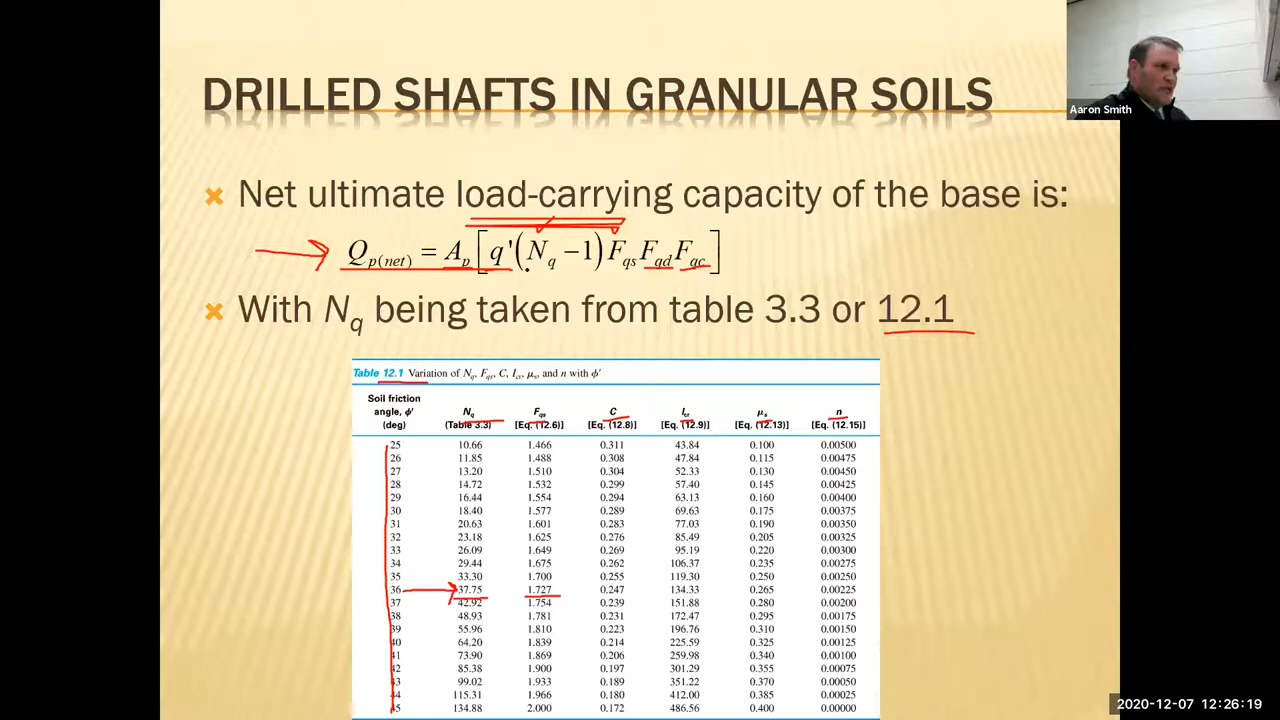 DRILLED SHAFTS IN GRANULAR SOILS
Aaron Smith
Net ultimate load-carrying capacity of the base is:
Q_p(net) = A_p[q'(N_q − 1)F_qs F_qd F_qc]
With N_q being taken from table 3.3 or 12.1
Table 12.1 Variation of N_q, F_qs, C, I_cr, μ_s, and n with ϕ'
Soil friction
angle, ϕ' N_q F_qs C I_cr μ_s n
(deg) (Table 3.3) [Eq. (12.6)] [Eq. (12.8)] [Eq. (12.9)] [Eq. (12.13)] [Eq. (12.15)]
25 10.66 1.466 0.311 43.84 0.100 0.00500
26 11.85 1.488 0.308 47.84 0.115 0.00475
27 13.20 1.510 0.304 52.33 0.130 0.00450
28 14.72 1.532 0.299 57.40 0.145 0.00425
29 16.44 1.554 0.294 63.13 0.160 0.00400
30 18.40 1.577 0.289 69.63 0.175 0.00375
31 20.63 1.601 0.283 77.03 0.190 0.00350
32 23.18 1.625 0.276 85.49 0.205 0.00325
33 26.09 1.649 0.269 95.19 0.220 0.00300
34 29.44 1.675 0.262 106.37 0.235 0.00275
35 33.30 1.700 0.255 119.30 0.250 0.00250
36 37.75 1.727 0.247 134.33 0.265 0.00225
37 42.92 1.754 0.239 151.88 0.280 0.00200
38 48.93 1.781 0.231 172.47 0.295 0.00175
39 55.96 1.810 0.223 196.76 0.310 0.00150
40 64.20 1.839 0.214 225.59 0.325 0.00125
41 73.90 1.869 0.206 259.98 0.340 0.00100
42 85.38 1.900 0.197 301.29 0.355 0.00075
43 99.02 1.933 0.189 351.22 0.370 0.00050
44 115.31 1.966 0.180 412.00 0.385 0.00025
45 134.88 2.000 0.172 486.56 0.400 0.00000
2020-12-07 12:26:19